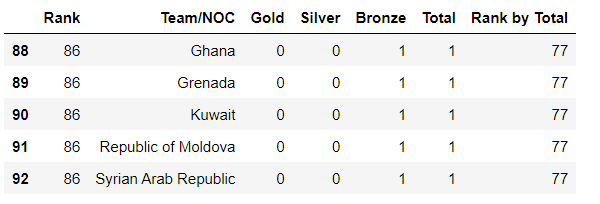 Rank Team/NOC Gold Silver Bronze Total Rank by Total
88 86 Ghana 0 0 1 1 77
89 86 Grenada 0 0 1 1 77
90 86 Kuwait 0 0 1 1 77
91 86 Republic of Moldova 0 0 1 1 77
92 86 Syrian Arab Republic 0 0 1 1 77